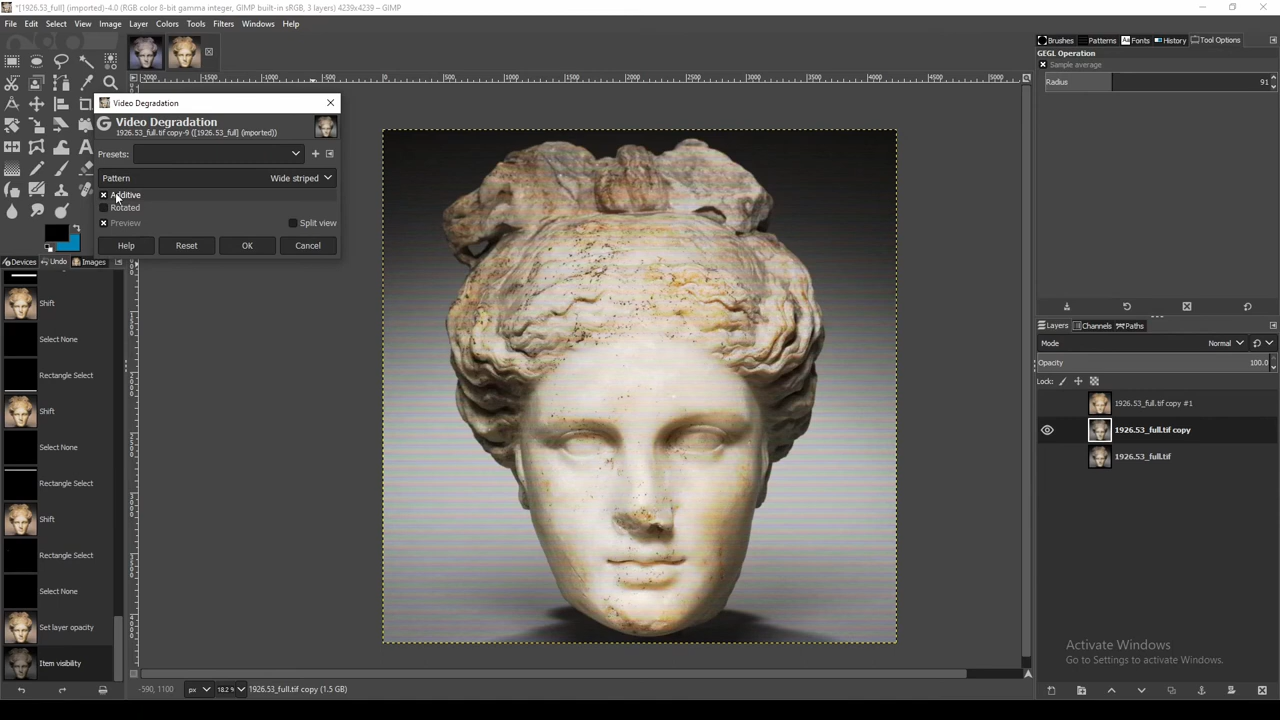 *[1926.53_full] (imported)-4.0 (RGB color 8-bit gamma integer, GIMP built-in sRGB, 3 layers) 4239x4239 – GIMP
File Edit Select View Image Layer Colors Tools Filters Windows Help
Brushes Patterns Fonts History Tool Options
GEGL Operation
Sample average
Radius 91
Video Degradation
Video Degradation
1926.53_full.tif copy-9 ([1926.53_full] (imported))
Presets:
Pattern Wide striped
Additive
Rotated
Preview Split view
Help Reset OK Cancel
Devices Undo Images
Shift
Select None
Rectangle Select
Shift
Select None
Rectangle Select
Shift
Rectangle Select
Select None
Set layer opacity
Item visibility
Layers Channels Paths
Mode Normal
Opacity 100.0
Lock:
1926.53_full.tif copy #1
1926.53_full.tif copy
1926.53_full.tif
Activate Windows
Go to Settings to activate Windows.
-590, 1100 px 18.2 % 1926.53_full.tif copy (1.5 GB)